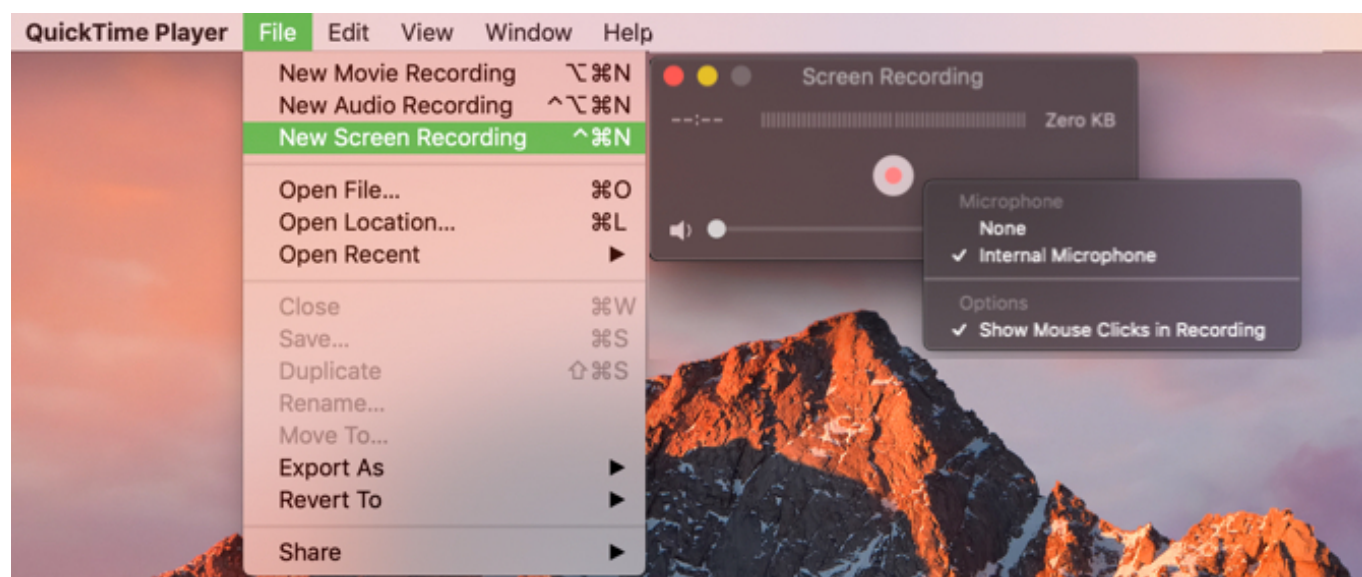 QuickTime Player File Edit View Window Help
New Movie Recording ⌥⌘N
New Audio Recording ^⌥⌘N
New Screen Recording ^⌘N
Open File... ⌘O
Open Location... ⌘L
Open Recent ▶
Close ⌘W
Save... ⌘S
Duplicate ⇧⌘S
Rename...
Move To...
Export As ▶
Revert To ▶
Share ▶
Screen Recording
--:-- Zero KB
Microphone
None
✓ Internal Microphone
Options
✓ Show Mouse Clicks in Recording